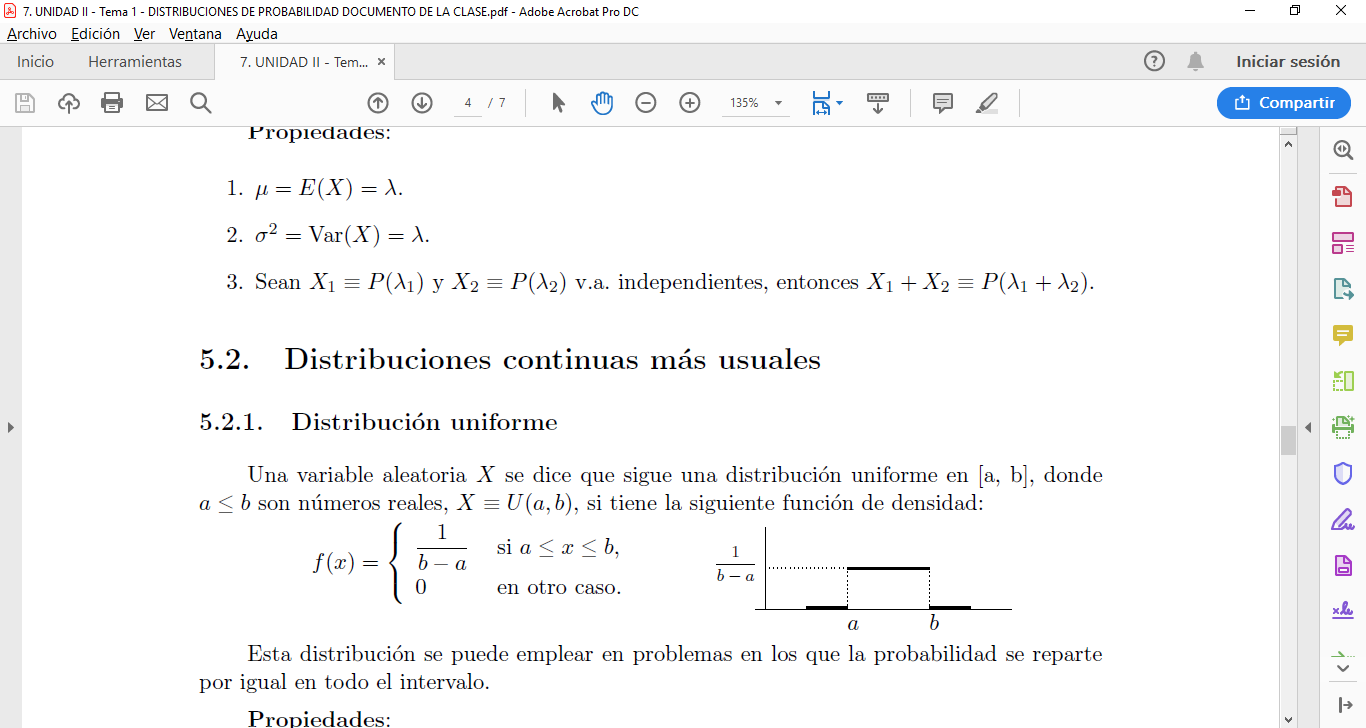 7. UNIDAD II - Tema 1 - DISTRIBUCIONES DE PROBABILIDAD DOCUMENTO DE LA CLASE.pdf - Adobe Acrobat Pro DC
Archivo Edición Ver Ventana Ayuda
Inicio Herramientas 7. UNIDAD II - Tem... × Iniciar sesión
4 / 7 135% Compartir
Propiedades:
1. μ = E(X) = λ.
2. σ² = Var(X) = λ.
3. Sean X₁ ≡ P(λ₁) y X₂ ≡ P(λ₂) v.a. independientes, entonces X₁ + X₂ ≡ P(λ₁ + λ₂).
5.2. Distribuciones continuas más usuales
5.2.1. Distribución uniforme
Una variable aleatoria X se dice que sigue una distribución uniforme en [a, b], donde
a ≤ b son números reales, X ≡ U(a, b), si tiene la siguiente función de densidad:
f(x) = { 1/(b − a) si a ≤ x ≤ b,
0 en otro caso.
1/(b − a)
a b
Esta distribución se puede emplear en problemas en los que la probabilidad se reparte
por igual en todo el intervalo.
Propiedades: